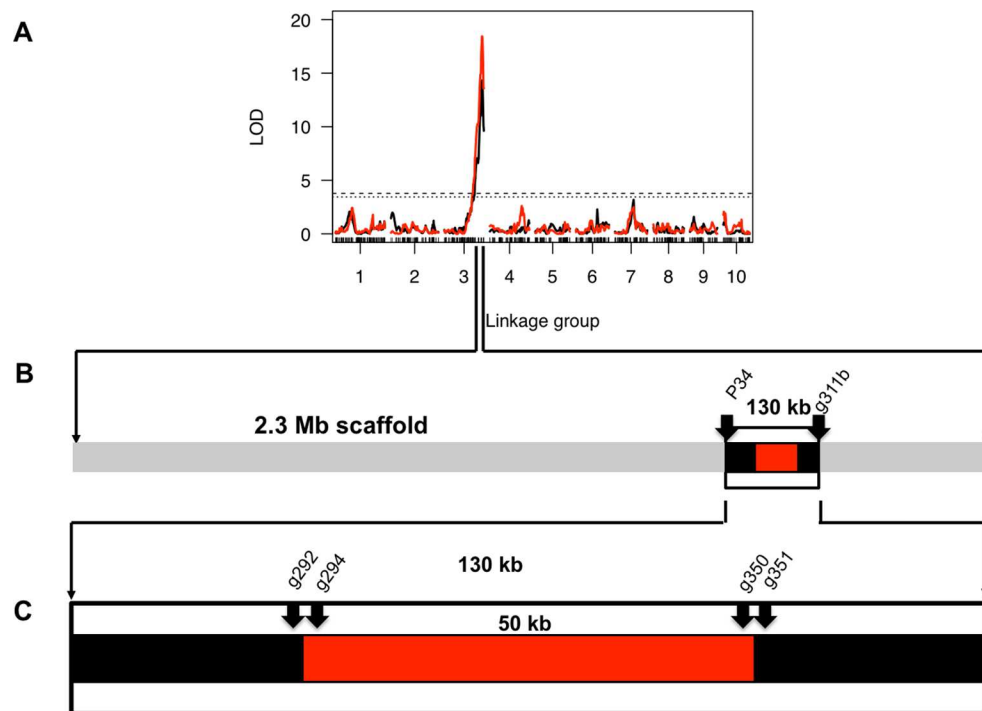 A
20
15
10
5
0
LOD
1 2 3 4 5 6 7 8 9 10
Linkage group
B
P34
130 kb
g311b
2.3 Mb scaffold
g292
g294
130 kb
g350
g351
C
50 kb